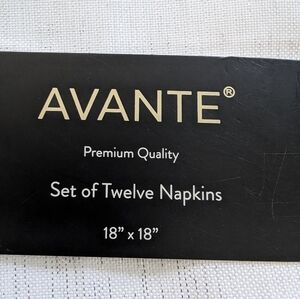 AVANTE®
Premium Quality
Set of Twelve Napkins
18” x 18”